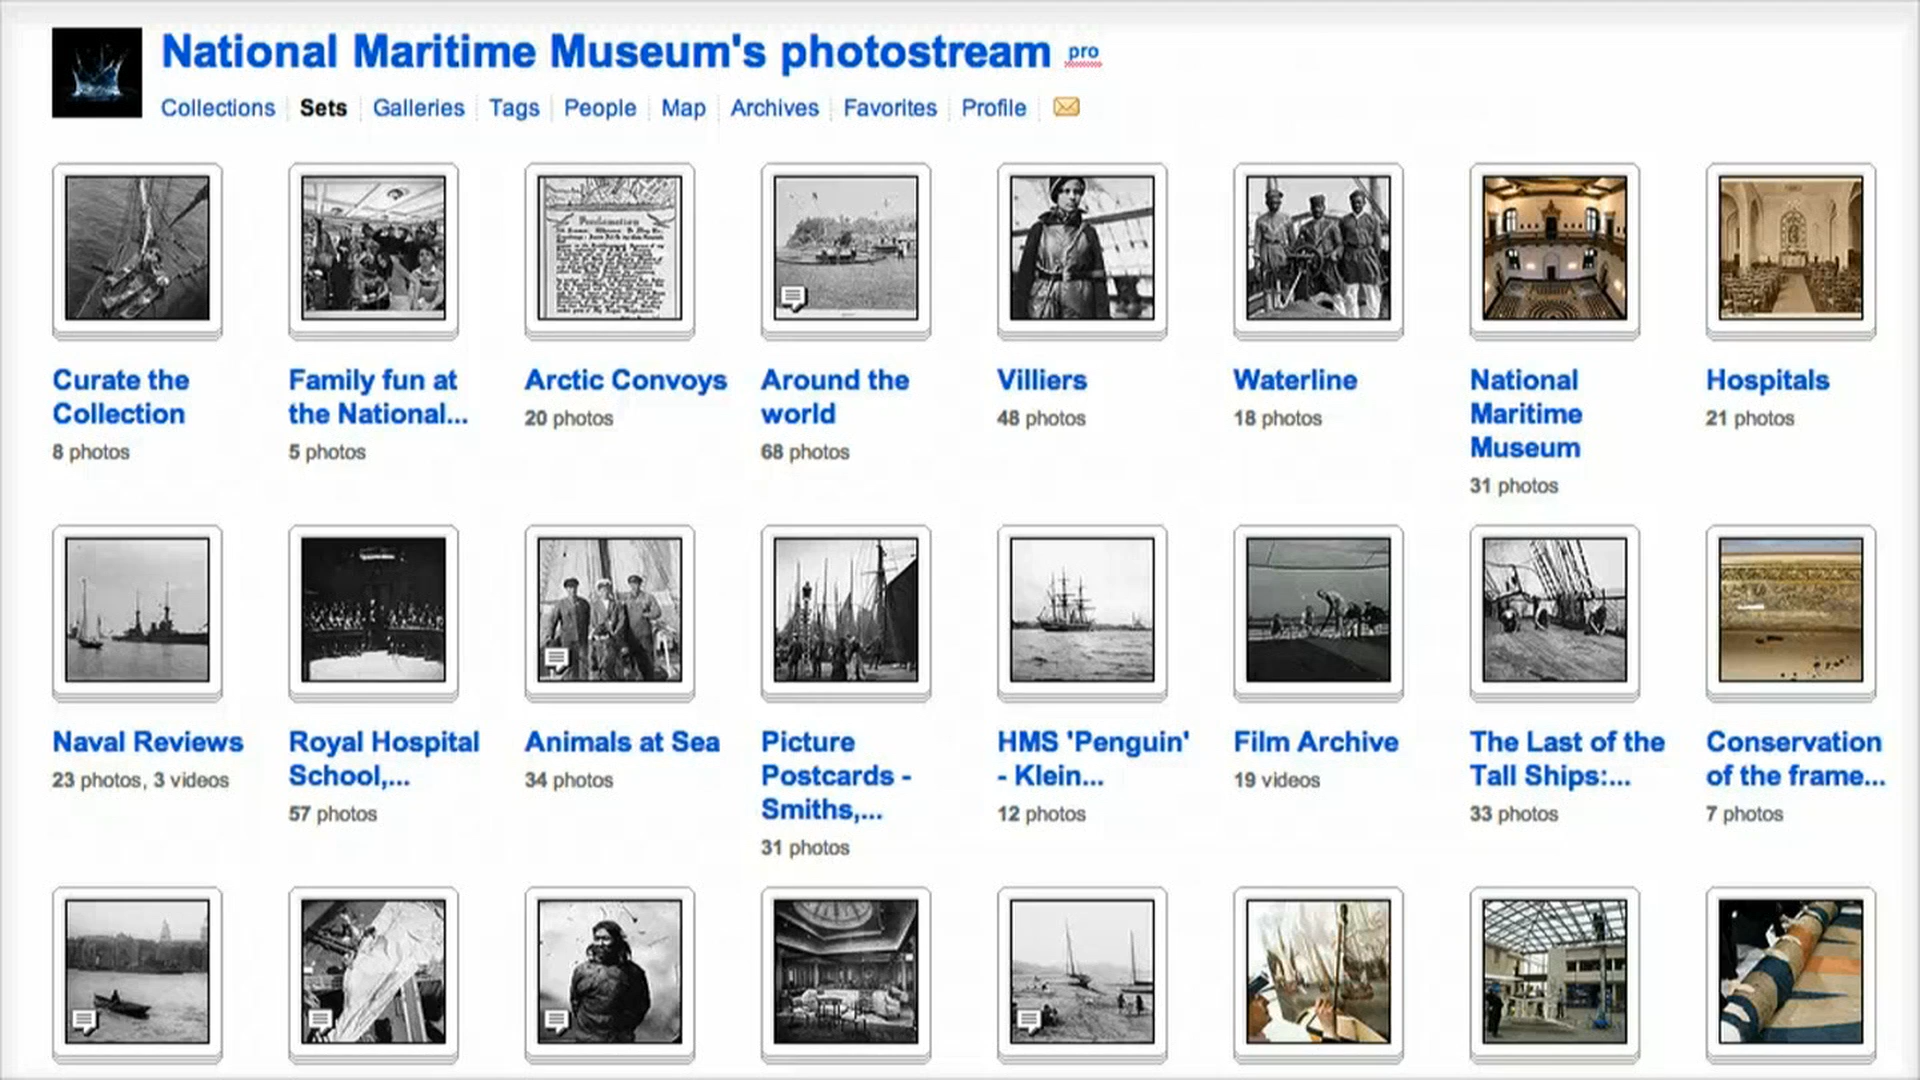 National Maritime Museum's photostream pro
Collections Sets Galleries Tags People Map Archives Favorites Profile
Proclamation
Curate the
Collection
8 photos
Family fun at
the National...
5 photos
Arctic Convoys
20 photos
Around the
world
68 photos
Villiers
48 photos
Waterline
18 photos
National
Maritime
Museum
31 photos
Hospitals
21 photos
Naval Reviews
23 photos, 3 videos
Royal Hospital
School,...
57 photos
Animals at Sea
34 photos
Picture
Postcards -
Smiths,...
31 photos
HMS 'Penguin'
- Klein...
12 photos
Film Archive
19 videos
The Last of the
Tall Ships:...
33 photos
Conservation
of the frame...
7 photos